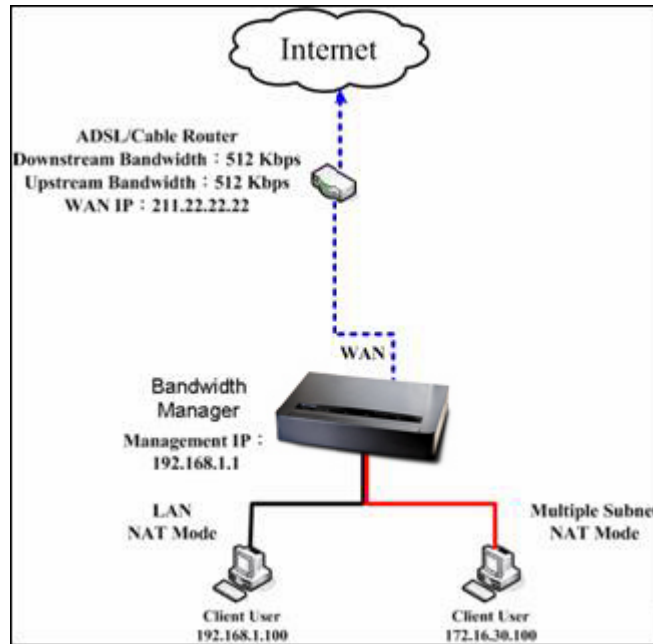 Internet
ADSL/Cable Router
Downstream Bandwidth：512 Kbps
Upstream Bandwidth：512 Kbps
WAN IP：211.22.22.22
WAN
Bandwidth
Manager
Management IP：
192.168.1.1
LAN
NAT Mode
Multiple Subne
NAT Mode
Client User
192.168.1.100
Client User
172.16.30.100